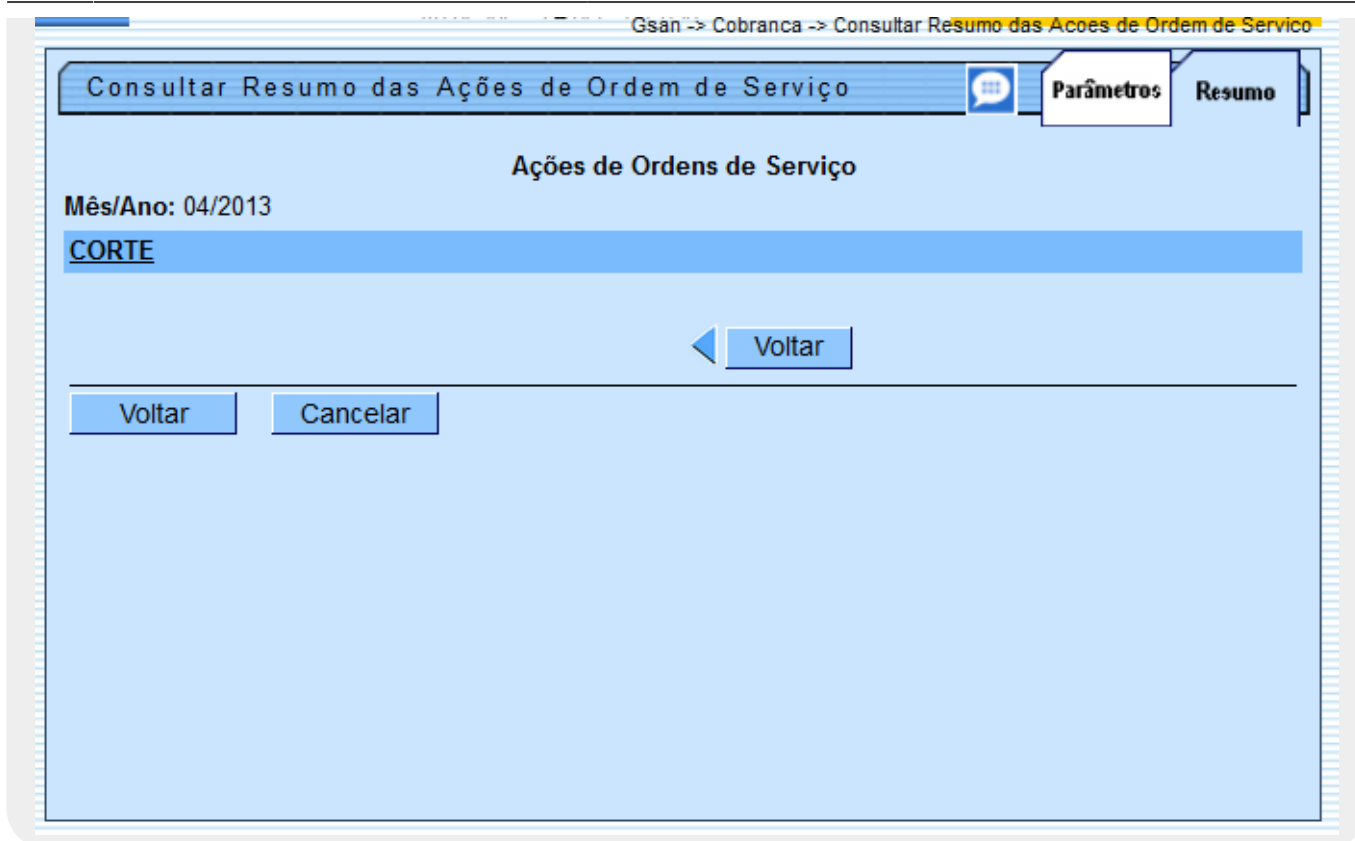 Gsan -> Cobranca -> Consultar Resumo das Acoes de Ordem de Servico
Consultar Resumo das Ações de Ordem de Serviço
Parâmetros Resumo
Ações de Ordens de Serviço
Mês/Ano: 04/2013
CORTE
Voltar
Voltar Cancelar